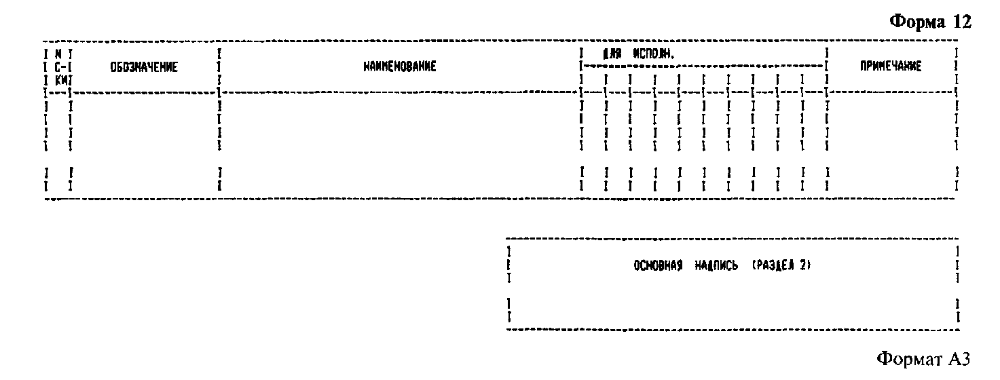 Форма 12
N
С-
КИ
ОБОЗНАЧЕНИЕ
НАИМЕНОВАНИЕ
ДЛЯ ИСПОЛН.
ПРИМЕЧАНИЕ
ОСНОВНАЯ НАДПИСЬ (РАЗДЕЛ 2)
Формат А3